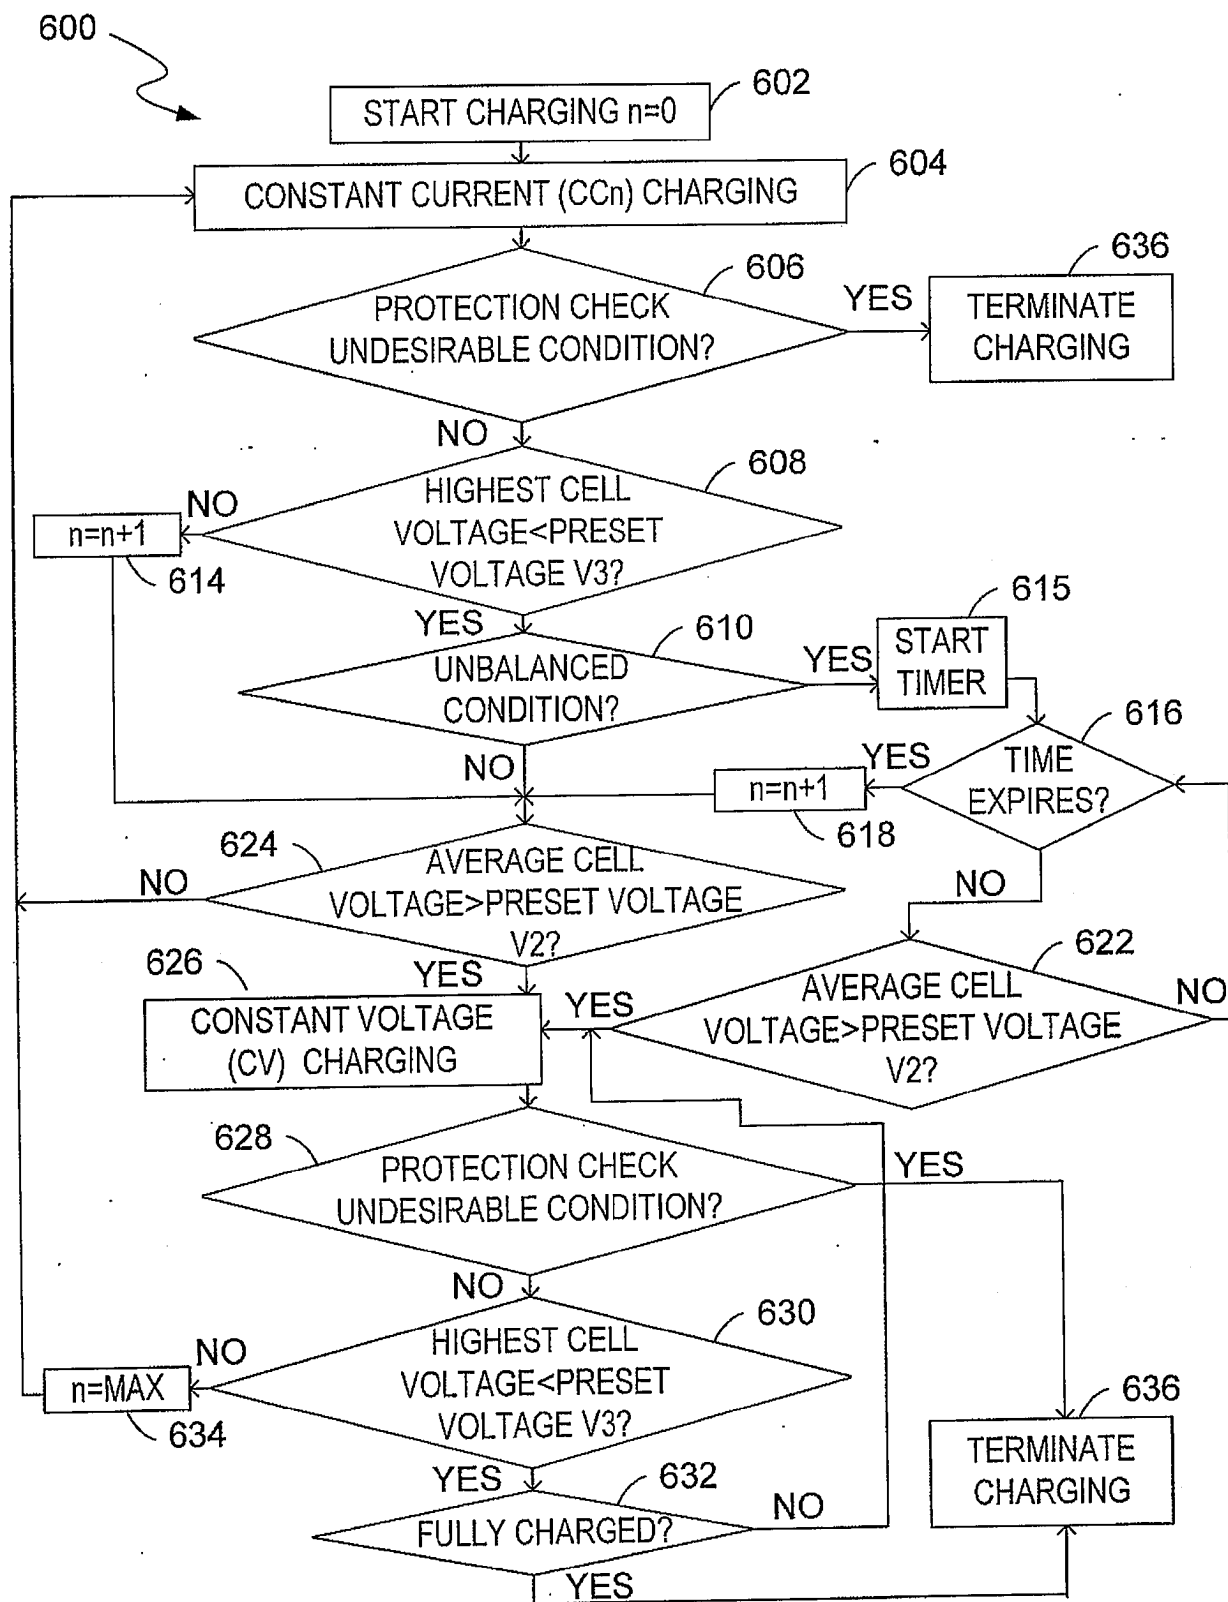 600
602
START CHARGING n=0
604
CONSTANT CURRENT (CCn) CHARGING
606
PROTECTION CHECK
UNDESIRABLE CONDITION?
YES
636
TERMINATE
CHARGING
NO
608
HIGHEST CELL
VOLTAGE<PRESET
VOLTAGE V3?
NO
n=n+1
614
YES
610
UNBALANCED
CONDITION?
YES
615
START
TIMER
616
TIME
EXPIRES?
YES
n=n+1
618
NO
NO
624
AVERAGE CELL
VOLTAGE>PRESET VOLTAGE
V2?
NO
YES
622
AVERAGE CELL
VOLTAGE>PRESET VOLTAGE
V2?
NO
YES
626
CONSTANT VOLTAGE
(CV) CHARGING
628
PROTECTION CHECK
UNDESIRABLE CONDITION?
YES
NO
630
HIGHEST CELL
VOLTAGE<PRESET
VOLTAGE V3?
NO
n=MAX
634
YES
632
FULLY CHARGED?
NO
YES
636
TERMINATE
CHARGING